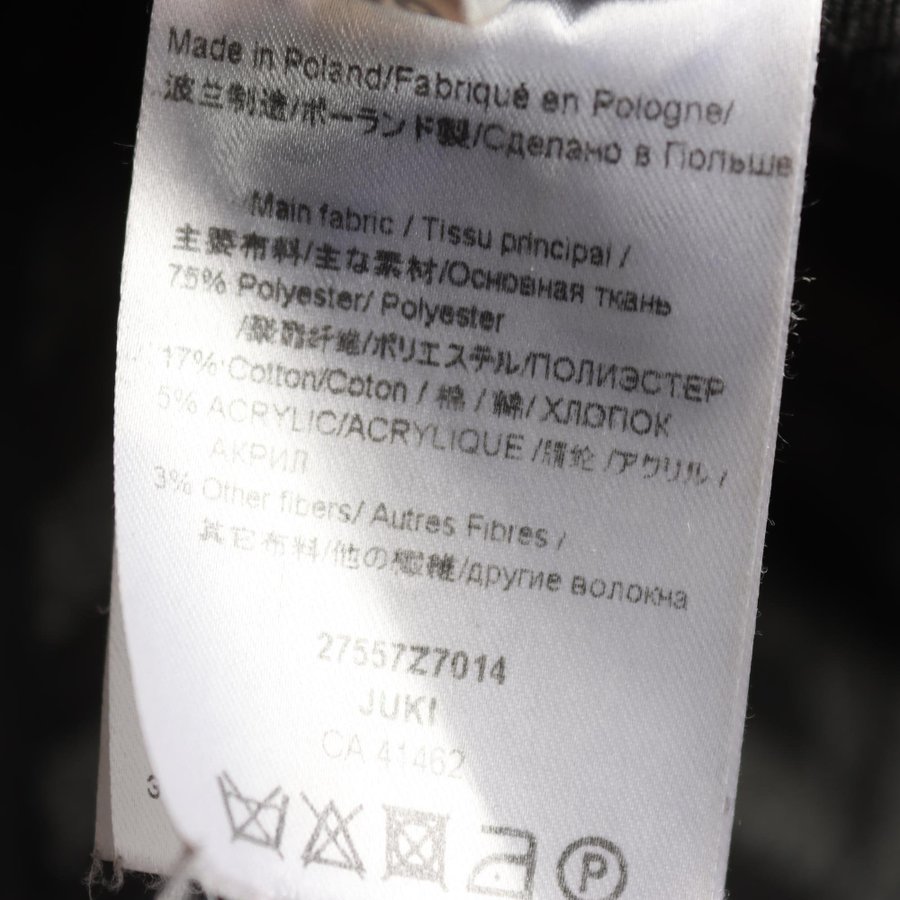 Made in Poland/Fabriqué en Pologne/
波兰制造/ポーランド製/Сделано в Польше
Main fabric / Tissu principal /
主要布料/主な素材/Основная ткань
75% Polyester/ Polyester
/聚酯纤维/ポリエステル/ПОЛИЭСТЕР
17% Cotton/Coton / 棉 / 綿/ ХЛОПОК
5% ACRYLIC/ACRYLIQUE /腈纶 /アクリル /
АКРИЛ
3% Other fibers/ Autres Fibres /
其它布料/他の繊維/другие волокна
27557Z7014
JUKI
CA 41462
3
P